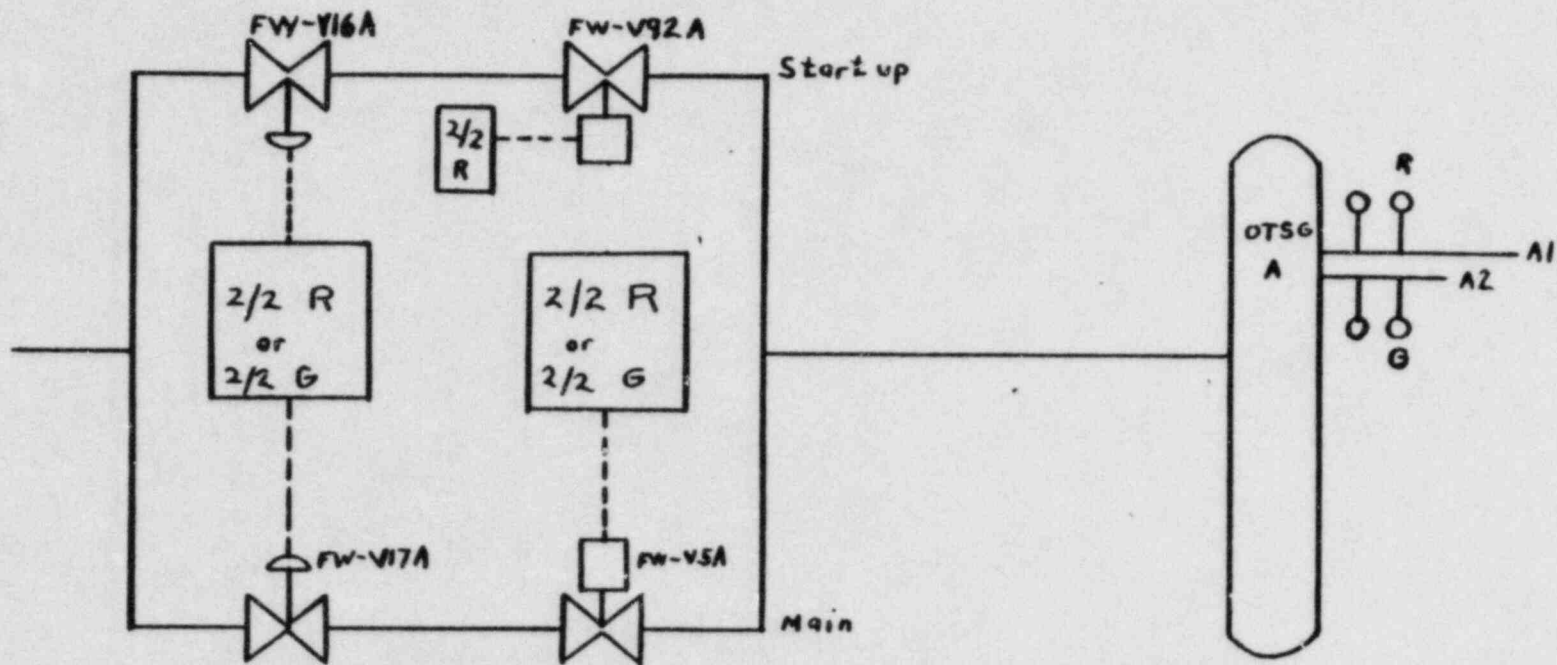 FW-V16A
FW-V92A
Start up
2/2
R
2/2 R
or
2/2 G
2/2 R
or
2/2 G
OTSG
A
R
A1
A2
G
FW-V17A
FW-V5A
Main